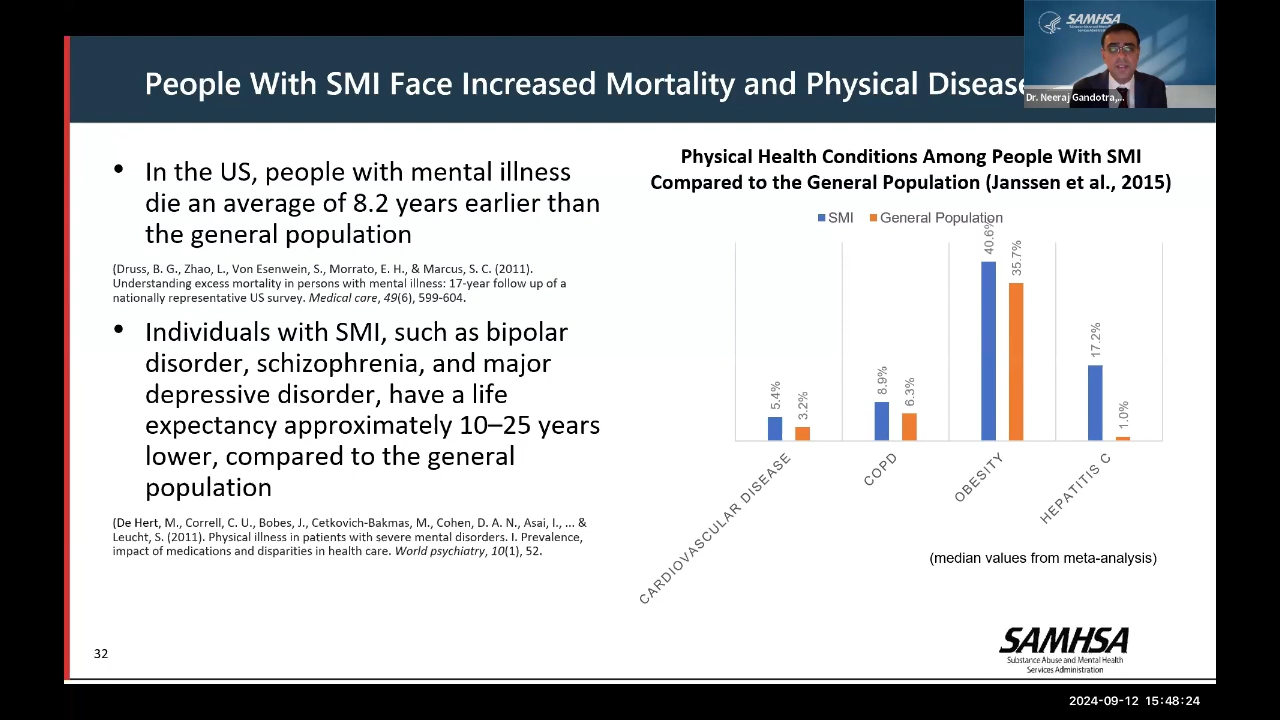 SAMHSA
People With SMI Face Increased Mortality and Physical Disease
Dr. Neeraj Gandotra,...
• In the US, people with mental illness
die an average of 8.2 years earlier than
the general population
(Druss, B. G., Zhao, L., Von Esenwein, S., Morrato, E. H., & Marcus, S. C. (2011).
Understanding excess mortality in persons with mental illness: 17-year follow up of a
nationally representative US survey. Medical care, 49(6), 599-604.
• Individuals with SMI, such as bipolar
disorder, schizophrenia, and major
depressive disorder, have a life
expectancy approximately 10–25 years
lower, compared to the general
population
(De Hert, M., Correll, C. U., Bobes, J., Cetkovich-Bakmas, M., Cohen, D. A. N., Asai, I., ... &
Leucht, S. (2011). Physical illness in patients with severe mental disorders. I. Prevalence,
impact of medications and disparities in health care. World psychiatry, 10(1), 52.
Physical Health Conditions Among People With SMI
Compared to the General Population (Janssen et al., 2015)
SMI General Population
5.4%
3.2%
8.9%
6.3%
40.6%
35.7%
17.2%
1.0%
CARDIOVASCULAR DISEASE
COPD
OBESITY
HEPATITIS C
(median values from meta-analysis)
32
SAMHSA
Substance Abuse and Mental Health
Services Administration
2024-09-12 15:48:24